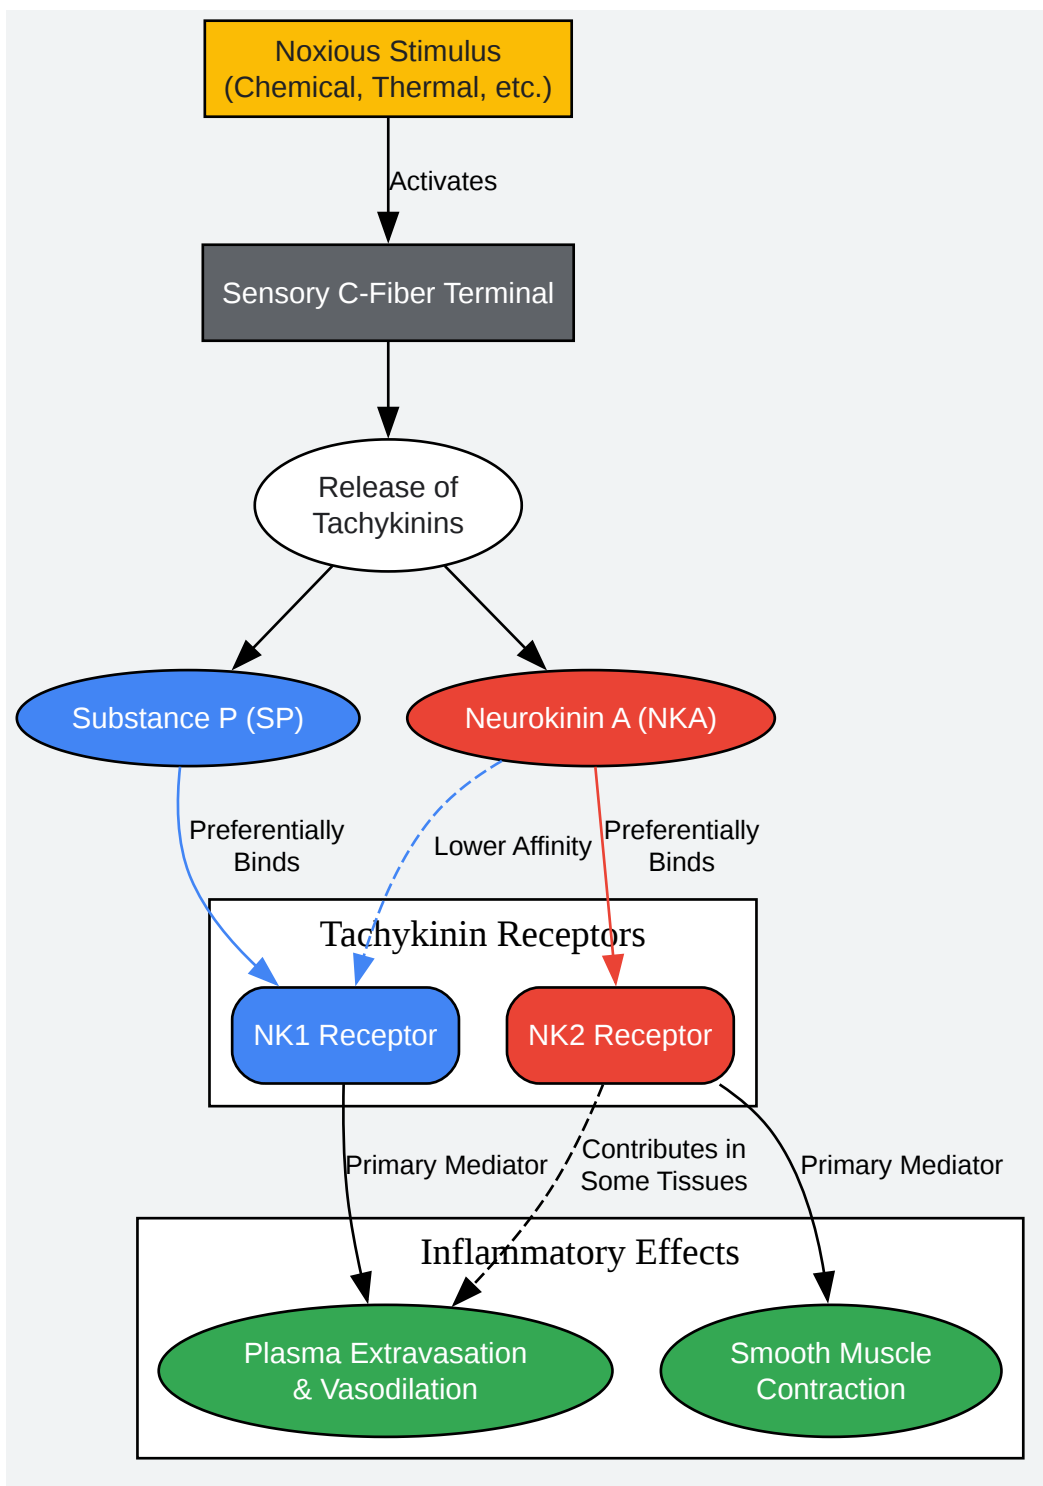 Noxious Stimulus
(Chemical, Thermal, etc.)
Activates
Sensory C-Fiber Terminal
Release of
Tachykinins
Substance P (SP)
Neurokinin A (NKA)
Preferentially
Binds
Lower Affinity
Preferentially
Binds
Tachykinin Receptors
NK1 Receptor
NK2 Receptor
Primary Mediator
Contributes in
Some Tissues
Primary Mediator
Inflammatory Effects
Plasma Extravasation
& Vasodilation
Smooth Muscle
Contraction